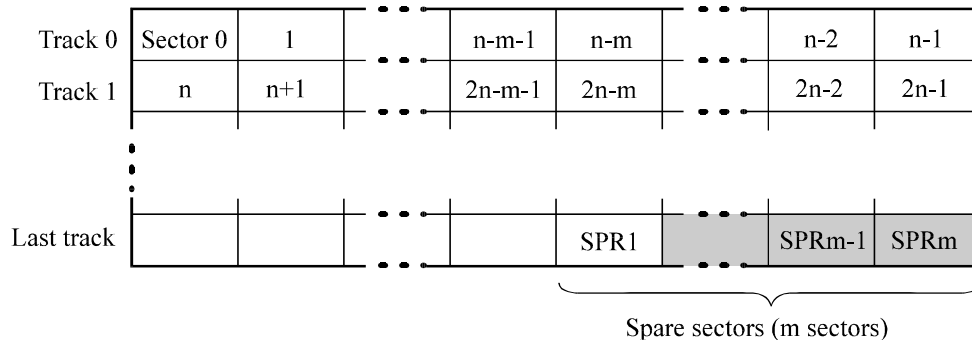 Track 0 Sector 0 1 n-m-1 n-m n-2 n-1
Track 1 n n+1 2n-m-1 2n-m 2n-2 2n-1
Last track SPR1 SPRm-1 SPRm
Spare sectors (m sectors)